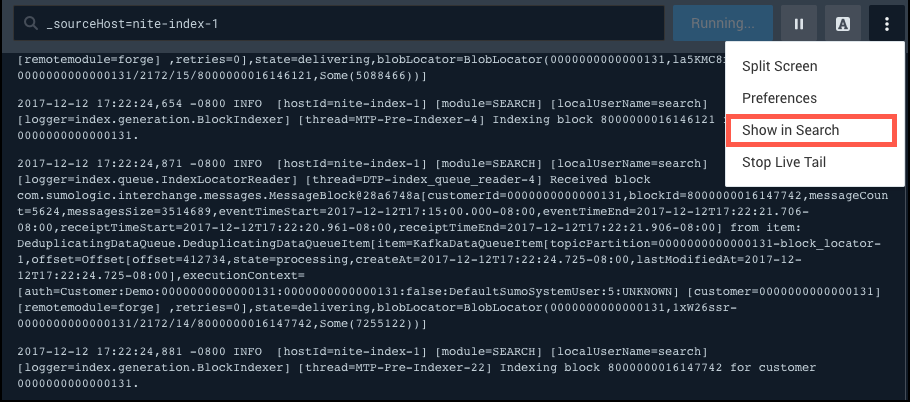 _sourceHost=nite-index-1
Running...
A
Split Screen
Preferences
Show in Search
Stop Live Tail
[remotemodule=forge] ,retries=0],state=delivering,blobLocator=BlobLocator(0000000000000131,la5KMC8
0000000000000131/2172/15/8000000016146121,Some(5088466))]
2017-12-12 17:22:24,654 -0800 INFO [hostId=nite-index-1] [module=SEARCH] [localUserName=search]
[logger=index.generation.BlockIndexer] [thread=MTP-Pre-Indexer-4] Indexing block 8000000016146121
0000000000000131.
2017-12-12 17:22:24,871 -0800 INFO [hostId=nite-index-1] [module=SEARCH] [localUserName=search]
[logger=index.queue.IndexLocatorReader] [thread=DTP-index_queue_reader-4] Received block
com.sumologic.interchange.messages.MessageBlock@28a6748a[customerId=0000000000000131,blockId=8000000016147742,messageCoun
t=5624,messagesSize=3514689,eventTimeStart=2017-12-12T17:15:00.000-08:00,eventTimeEnd=2017-12-12T17:22:21.706-
08:00,receiptTimeStart=2017-12-12T17:22:20.961-08:00,receiptTimeEnd=2017-12-12T17:22:21.906-08:00] from item:
DeduplicatingDataQueue.DeduplicatingDataQueueItem[item=KafkaDataQueueItem[topicPartition=0000000000000131-block_locator-
1,offset=Offset[offset=412734,state=processing,createAt=2017-12-12T17:22:24.725-08:00,lastModifiedAt=2017-12-
12T17:22:24.725-08:00],executionContext=
[auth=Customer:Demo:0000000000000131:0000000000000131:false:DefaultSumoSystemUser:5:UNKNOWN] [customer=0000000000000131]
[remotemodule=forge] ,retries=0],state=delivering,blobLocator=BlobLocator(0000000000000131,1xW26ssr-
0000000000000131/2172/14/8000000016147742,Some(7255122))]
2017-12-12 17:22:24,881 -0800 INFO [hostId=nite-index-1] [module=SEARCH] [localUserName=search]
[logger=index.generation.BlockIndexer] [thread=MTP-Pre-Indexer-22] Indexing block 8000000016147742 for customer
0000000000000131.